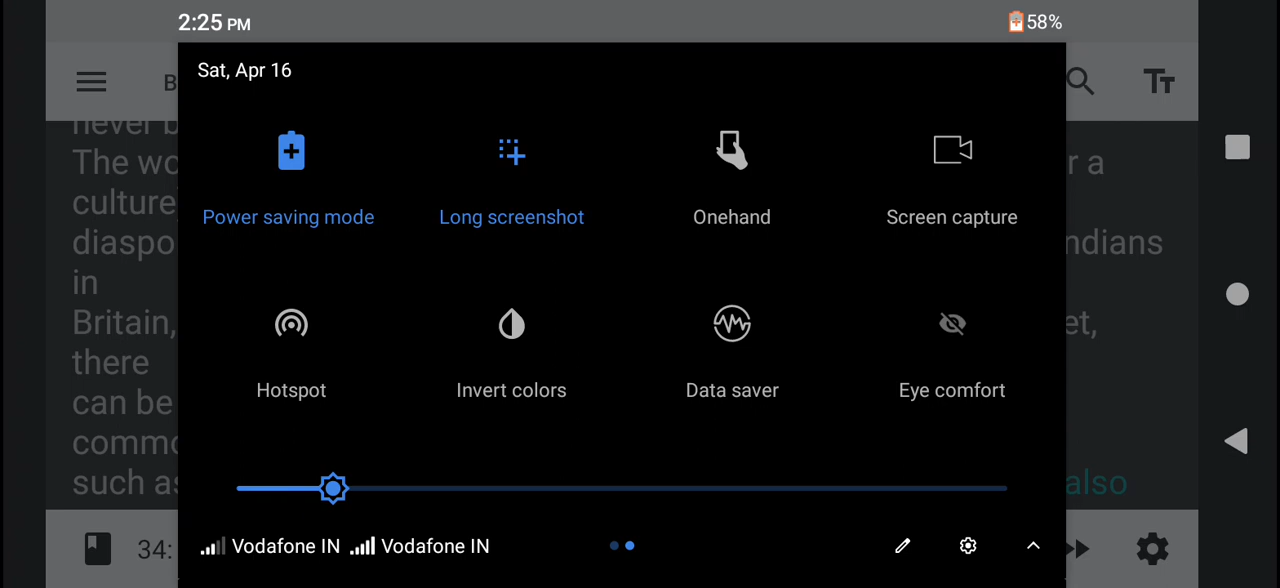 2:25 PM
58%
Sat, Apr 16
B
never b
The wo
r a
culture
diaspo
ndians
in
Britain,
et,
there
can be
commo
such as
also
Power saving mode
Long screenshot
Onehand
Screen capture
Hotspot
Invert colors
Data saver
Eye comfort
Vodafone IN
Vodafone IN
34:
Tт